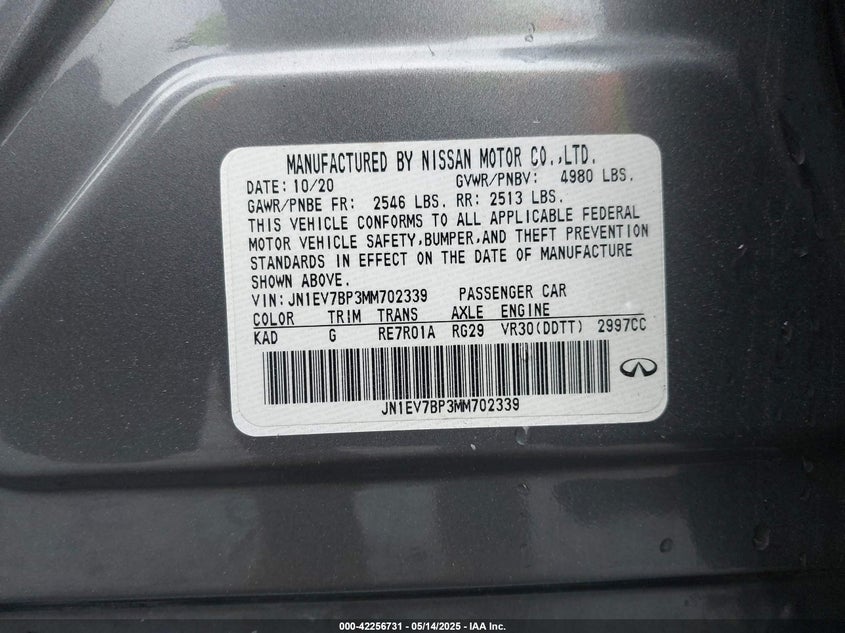 MANUFACTURED BY NISSAN MOTOR CO.,LTD.
DATE: 10/20 GVWR/PNBV: 4980 LBS.
GAWR/PNBE FR: 2546 LBS. RR: 2513 LBS.
THIS VEHICLE CONFORMS TO ALL APPLICABLE FEDERAL
MOTOR VEHICLE SAFETY,BUMPER,AND THEFT PREVENTION
STANDARDS IN EFFECT ON THE DATE OF MANUFACTURE
SHOWN ABOVE.
VIN:JN1EV7BP3MM702339 PASSENGER CAR
COLOR TRIM TRANS AXLE ENGINE
KAD G RE7R01A RG29 VR30(DDTT) 2997CC
JN1EV7BP3MM702339
000-42256731 - 05/14/2025 - IAA Inc.